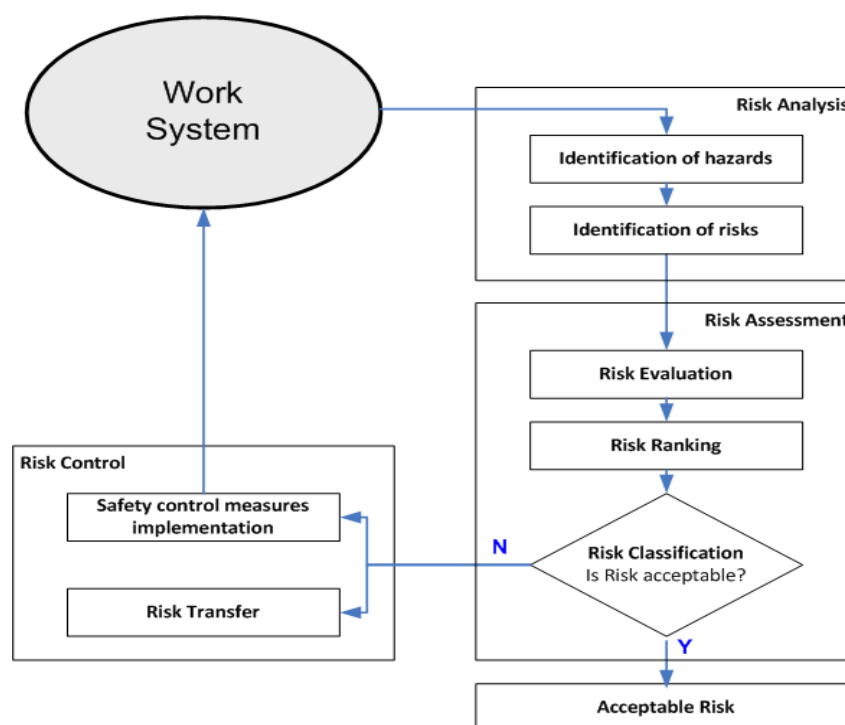 Work
System
Risk Analysis
Identification of hazards
Identification of risks
Risk Assessment
Risk Evaluation
Risk Ranking
Risk Control
Safety control measures
implementation
N
Risk Classification
Is Risk acceptable?
Risk Transfer
Y
Acceptable Risk